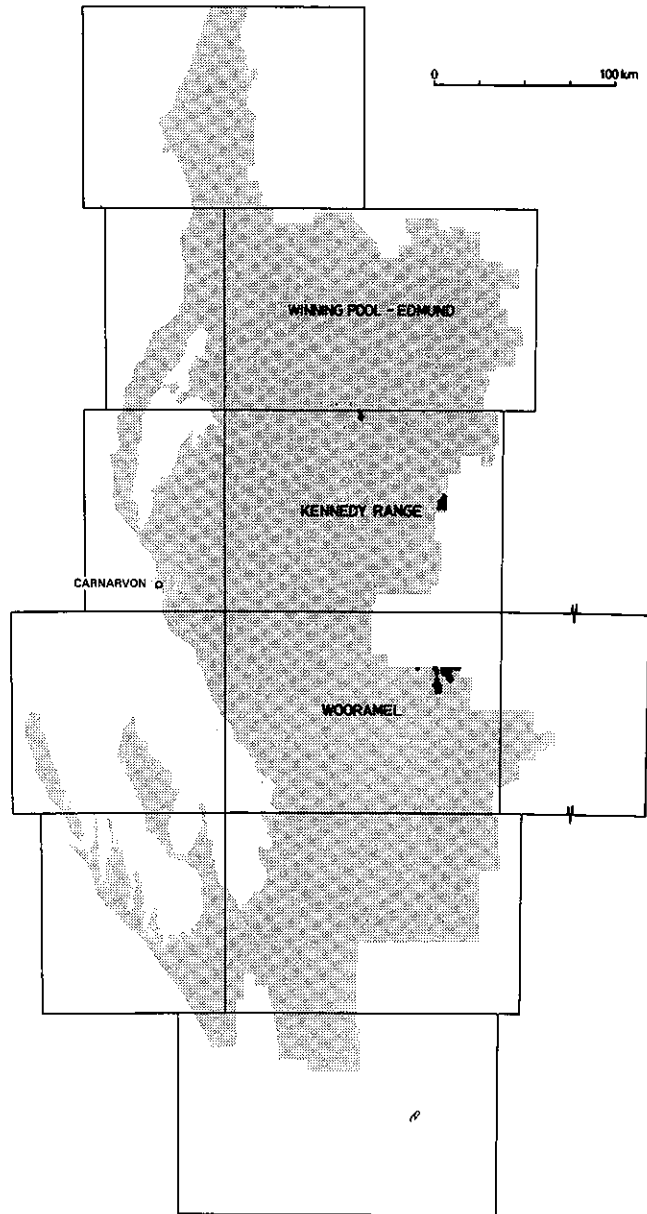 0 100 km
WINNING POOL - EDMUND
KENNEDY RANGE
CARNARVON
WOORAMEL